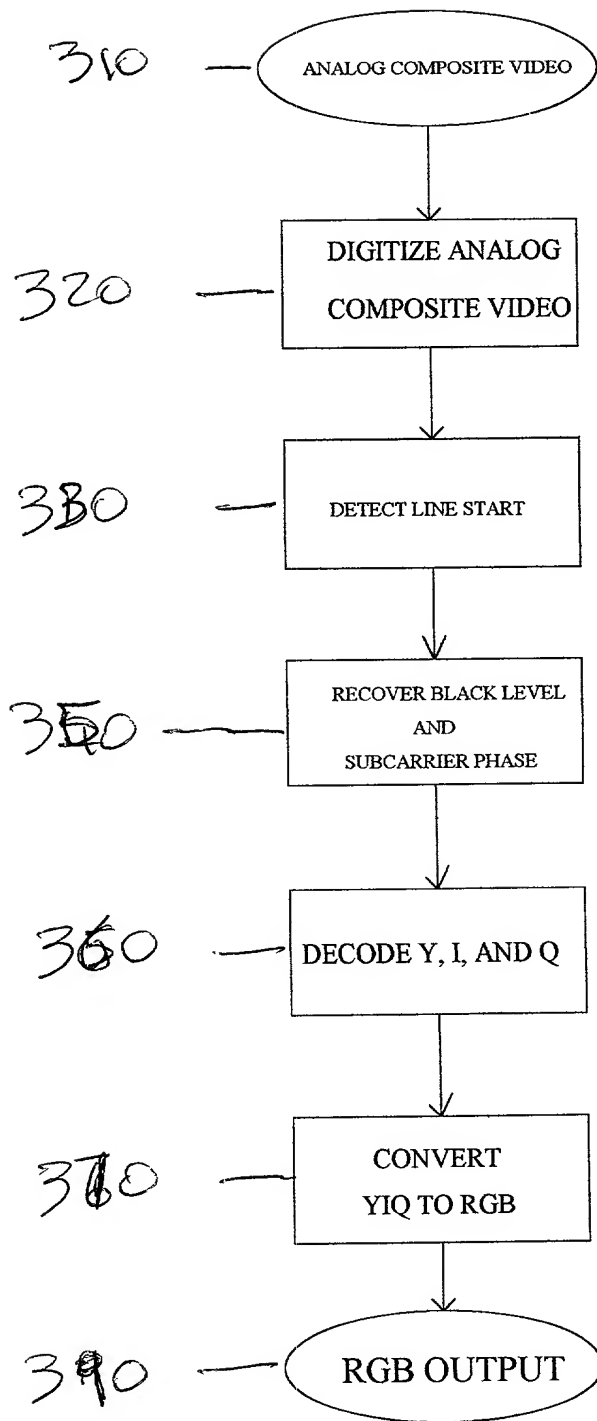 310
ANALOG COMPOSITE VIDEO
320
DIGITIZE ANALOG
COMPOSITE VIDEO
330
DETECT LINE START
RECOVER BLACK LEVEL
AND
SUBCARRIER PHASE
DECODE Y, I, AND Q
CONVERT
YIQ TO RGB
RGB OUTPUT